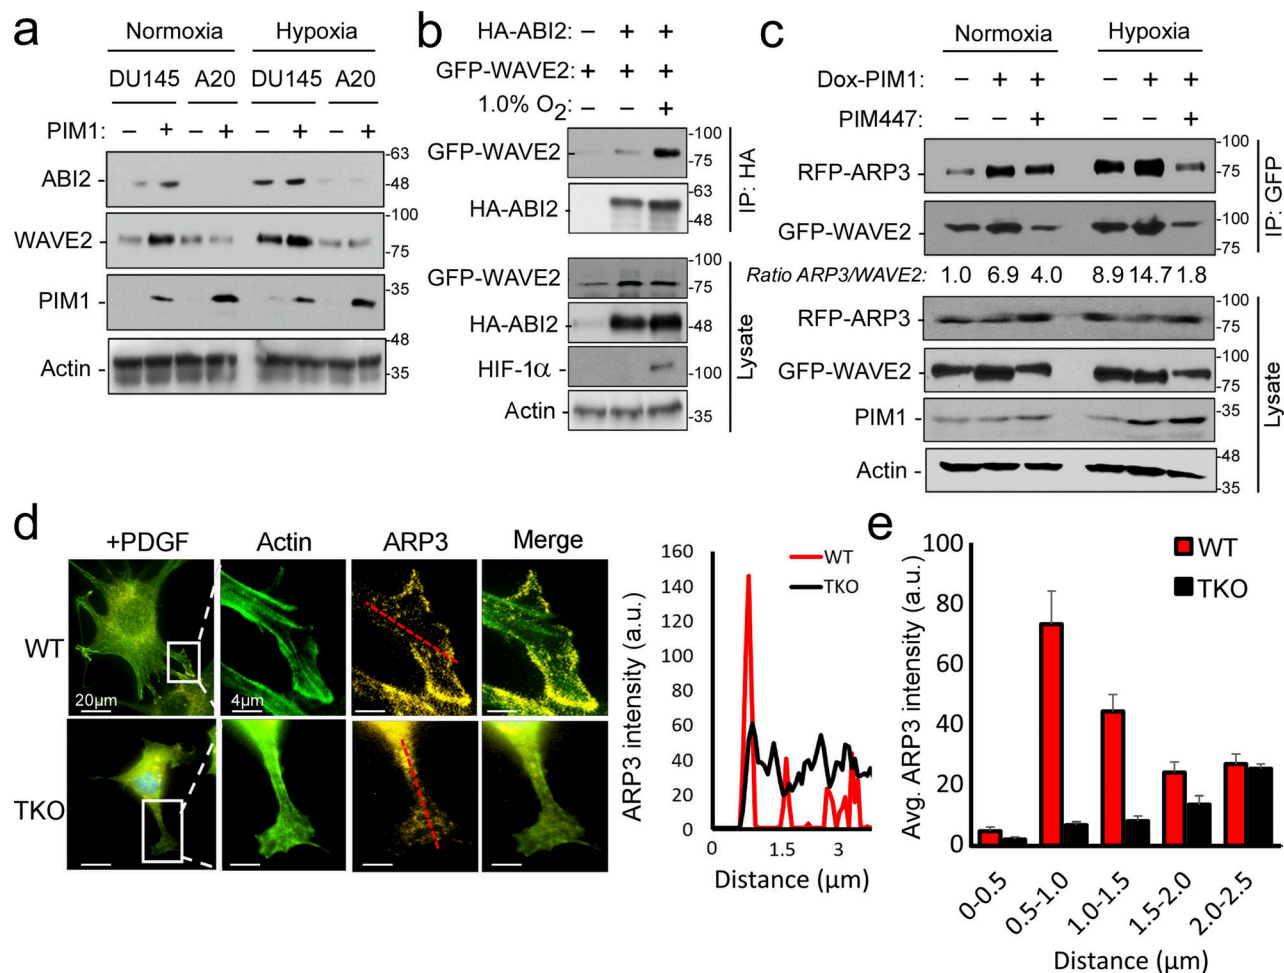 a
Normoxia Hypoxia
DU145 A20 DU145 A20
PIM1: – + – + – + – +
ABI2- -63
-48
WAVE2- -100
-75
PIM1- -35
-25
Actin- -48
-35
b
HA-ABI2: – + +
GFP-WAVE2: + + +
1.0% O2: – – +
GFP-WAVE2- -100
-75
HA-ABI2- -63
-48
IP: HA
GFP-WAVE2- -100
-75
HA-ABI2- -48
HIF-1α -100
Actin- -35
Lysate
c
Normoxia Hypoxia
Dox-PIM1: – + + – + +
PIM447: – – + – – +
RFP-ARP3- -100
-75
GFP-WAVE2- -100
-75
IP: GFP
Ratio ARP3/WAVE2: 1.0 6.9 4.0 8.9 14.7 1.8
RFP-ARP3- -100
-75
GFP-WAVE2- -100
-75
PIM1- -35
-25
Actin - -48
-35
Lysate
d
+PDGF Actin ARP3 Merge
WT
20µm 4µm
TKO
ARP3 intensity (a.u.)
160
140
120
100
80
60
40
20
0
WT
TKO
0 1.5 3
Distance (µm)
e
Avg. ARP3 intensity (a.u.)
100
80
60
40
20
0
WT
TKO
0-0.5 0.5-1.0 1.0-1.5 1.5-2.0 2.0-2.5
Distance (µm)